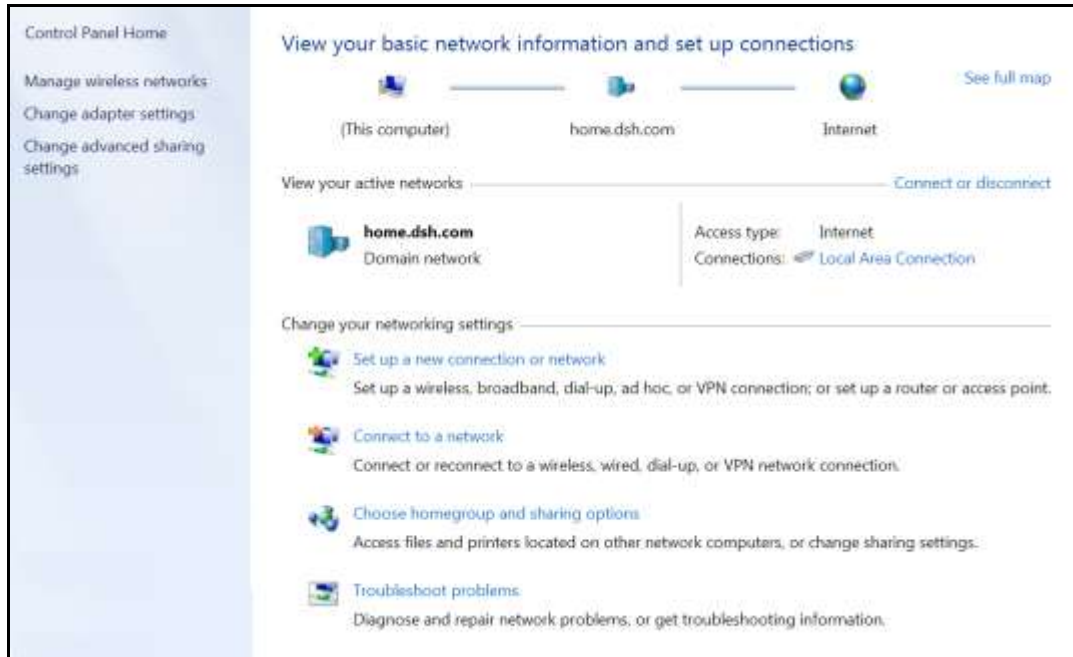 Control Panel Home
Manage wireless networks
Change adapter settings
Change advanced sharing
settings
View your basic network information and set up connections
See full map
(This computer)
home.dsh.com
Internet
View your active networks
Connect or disconnect
home.dsh.com
Domain network
Access type: Internet
Connections: Local Area Connection
Change your networking settings
Set up a new connection or network
Set up a wireless, broadband, dial-up, ad hoc, or VPN connection; or set up a router or access point.
Connect to a network
Connect or reconnect to a wireless, wired, dial-up, or VPN network connection.
Choose homegroup and sharing options
Access files and printers located on other network computers, or change sharing settings.
Troubleshoot problems
Diagnose and repair network problems, or get troubleshooting information.